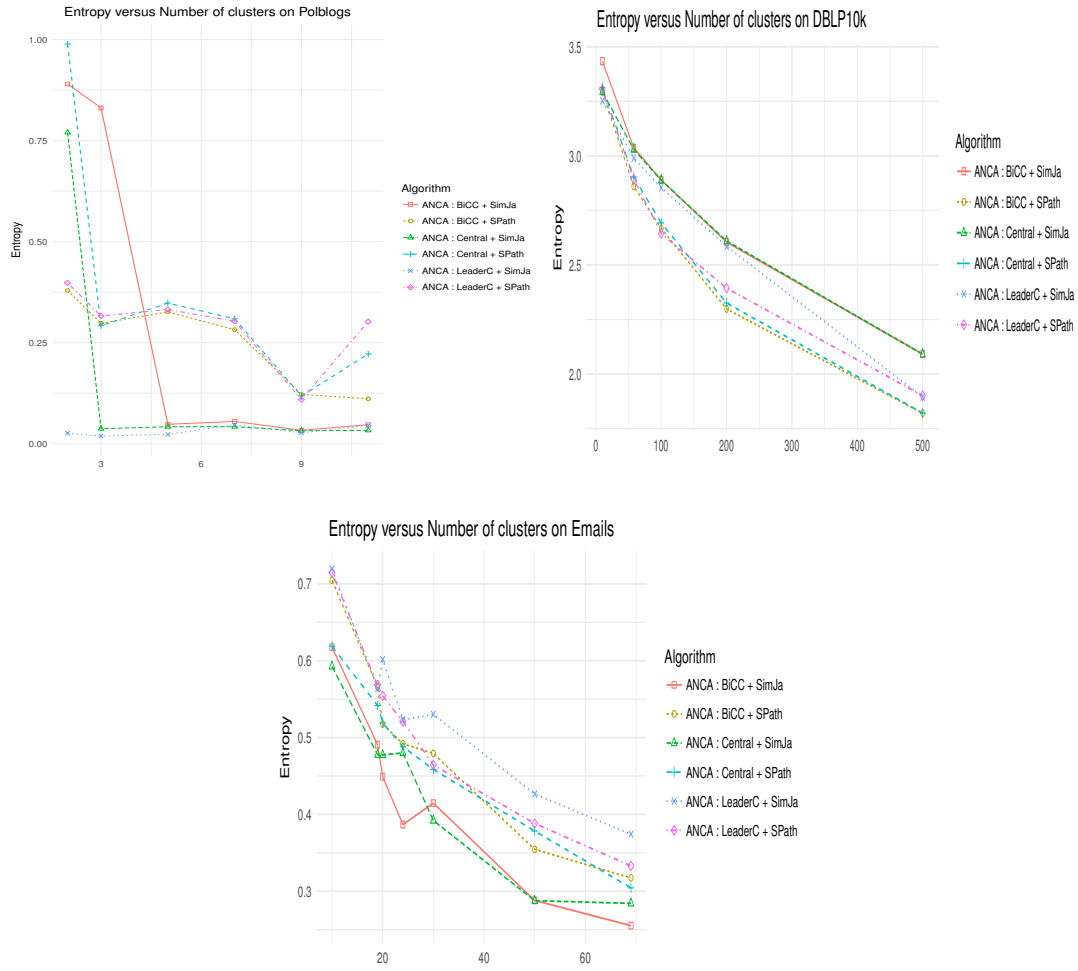 Entropy versus Number of clusters on Polblogs
1.00
0.75
0.50
0.25
0.00
Entropy
3
6
9
Algorithm
ANCA : BiCC + SimJa
ANCA : BiCC + SPath
ANCA : Central + SimJa
ANCA : Central + SPath
ANCA : LeaderC + SimJa
ANCA : LeaderC + SPath
Entropy versus Number of clusters on DBLP10k
3.5
3.0
2.5
2.0
Entropy
0
100
200
300
400
500
Algorithm
ANCA : BiCC + SimJa
ANCA : BiCC + SPath
ANCA : Central + SimJa
ANCA : Central + SPath
ANCA : LeaderC + SimJa
ANCA : LeaderC + SPath
Entropy versus Number of clusters on Emails
0.7
0.6
0.5
0.4
0.3
Entropy
20
40
60
Algorithm
ANCA : BiCC + SimJa
ANCA : BiCC + SPath
ANCA : Central + SimJa
ANCA : Central + SPath
ANCA : LeaderC + SimJa
ANCA : LeaderC + SPath